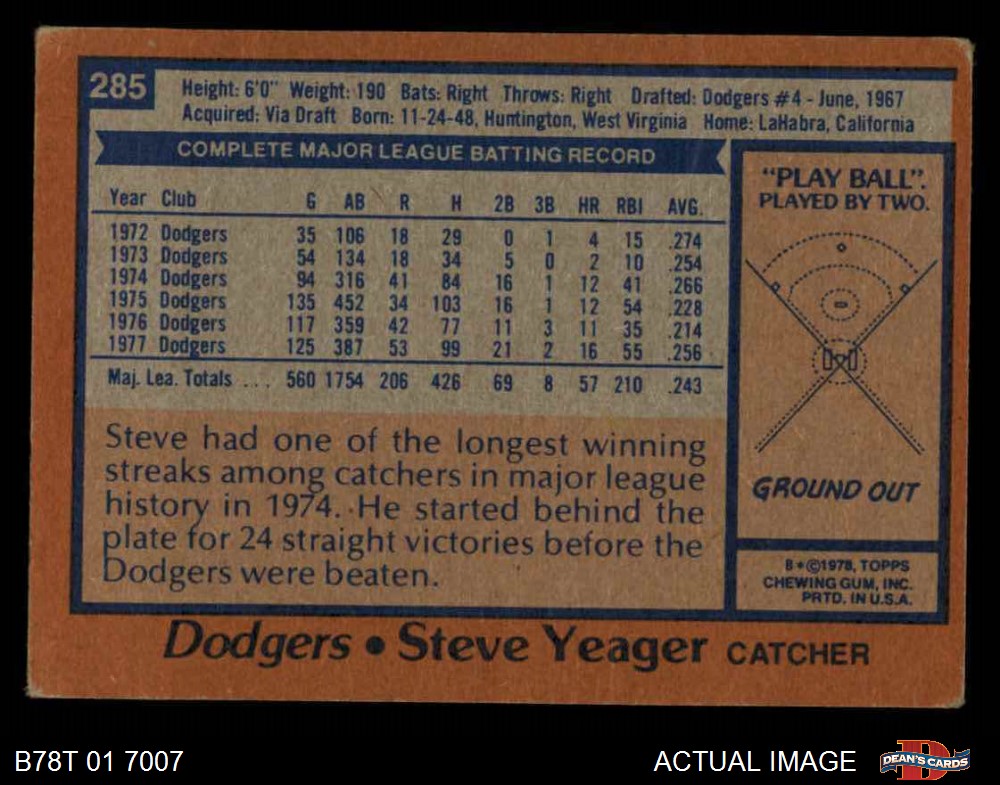 285
Height: 6'0" Weight: 190 Bats: Right Throws: Right Drafted: Dodgers #4 - June, 1967
Acquired: Via Draft Born: 11-24-48, Huntington, West Virginia Home: LaHabra, California
COMPLETE MAJOR LEAGUE BATTING RECORD
Year Club G AB R H 2B 3B HR RBI AVG.
1972 Dodgers 35 106 18 29 0 1 4 15 .274
1973 Dodgers 54 134 18 34 5 0 2 10 .254
1974 Dodgers 94 316 41 84 16 1 12 41 .266
1975 Dodgers 135 452 34 103 16 1 12 54 .228
1976 Dodgers 117 359 42 77 11 3 11 35 .214
1977 Dodgers 125 387 53 99 21 2 16 55 .256
Maj. Lea. Totals ... 560 1754 206 426 69 8 57 210 .243
Steve had one of the longest winning
streaks among catchers in major league
history in 1974. He started behind the
plate for 24 straight victories before the
Dodgers were beaten.
"PLAY BALL".
PLAYED BY TWO.
GROUND OUT
B*©1978, TOPPS
CHEWING GUM, INC.
PRTD. IN U.S.A.
Dodgers • Steve Yeager CATCHER
B78T 01 7007
ACTUAL IMAGE
D
DEAN'S CARDS